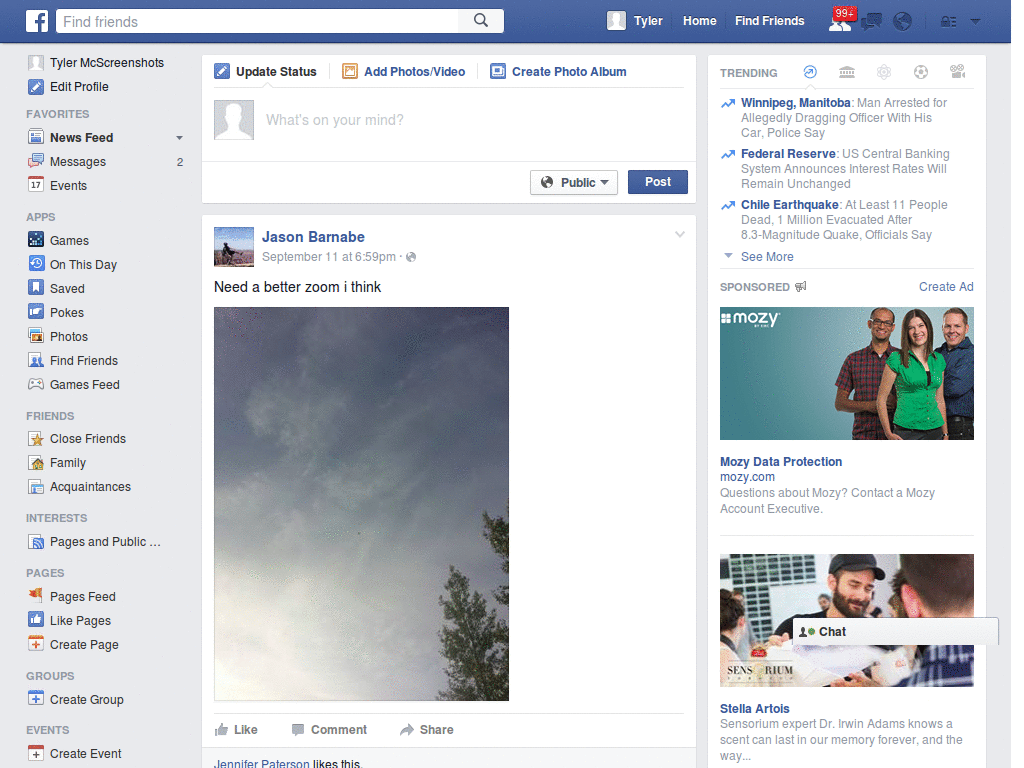 Find friends
Tyler Home Find Friends 99+
Tyler McScreenshots
Edit Profile
FAVORITES
News Feed
Messages 2
17 Events
APPS
Games
On This Day
Saved
Pokes
Photos
Find Friends
Games Feed
FRIENDS
Close Friends
Family
Acquaintances
INTERESTS
Pages and Public ...
PAGES
Pages Feed
Like Pages
Create Page
GROUPS
Create Group
EVENTS
Create Event
Update Status Add Photos/Video Create Photo Album
What's on your mind?
Public Post
Jason Barnabe
September 11 at 6:59pm ·
Need a better zoom i think
Like Comment Share
Jennifer Paterson likes this.
TRENDING
Winnipeg, Manitoba: Man Arrested for
Allegedly Dragging Officer With His
Car, Police Say
Federal Reserve: US Central Banking
System Announces Interest Rates Will
Remain Unchanged
Chile Earthquake: At Least 11 People
Dead, 1 Million Evacuated After
8.3-Magnitude Quake, Officials Say
See More
SPONSORED Create Ad
mozy
BY EMC
Mozy Data Protection
mozy.com
Questions about Mozy? Contact a Mozy
Account Executive.
Chat
SENSORIUM
Stella Artois
Sensorium expert Dr. Irwin Adams knows a
scent can last in our memory forever, and the
way...